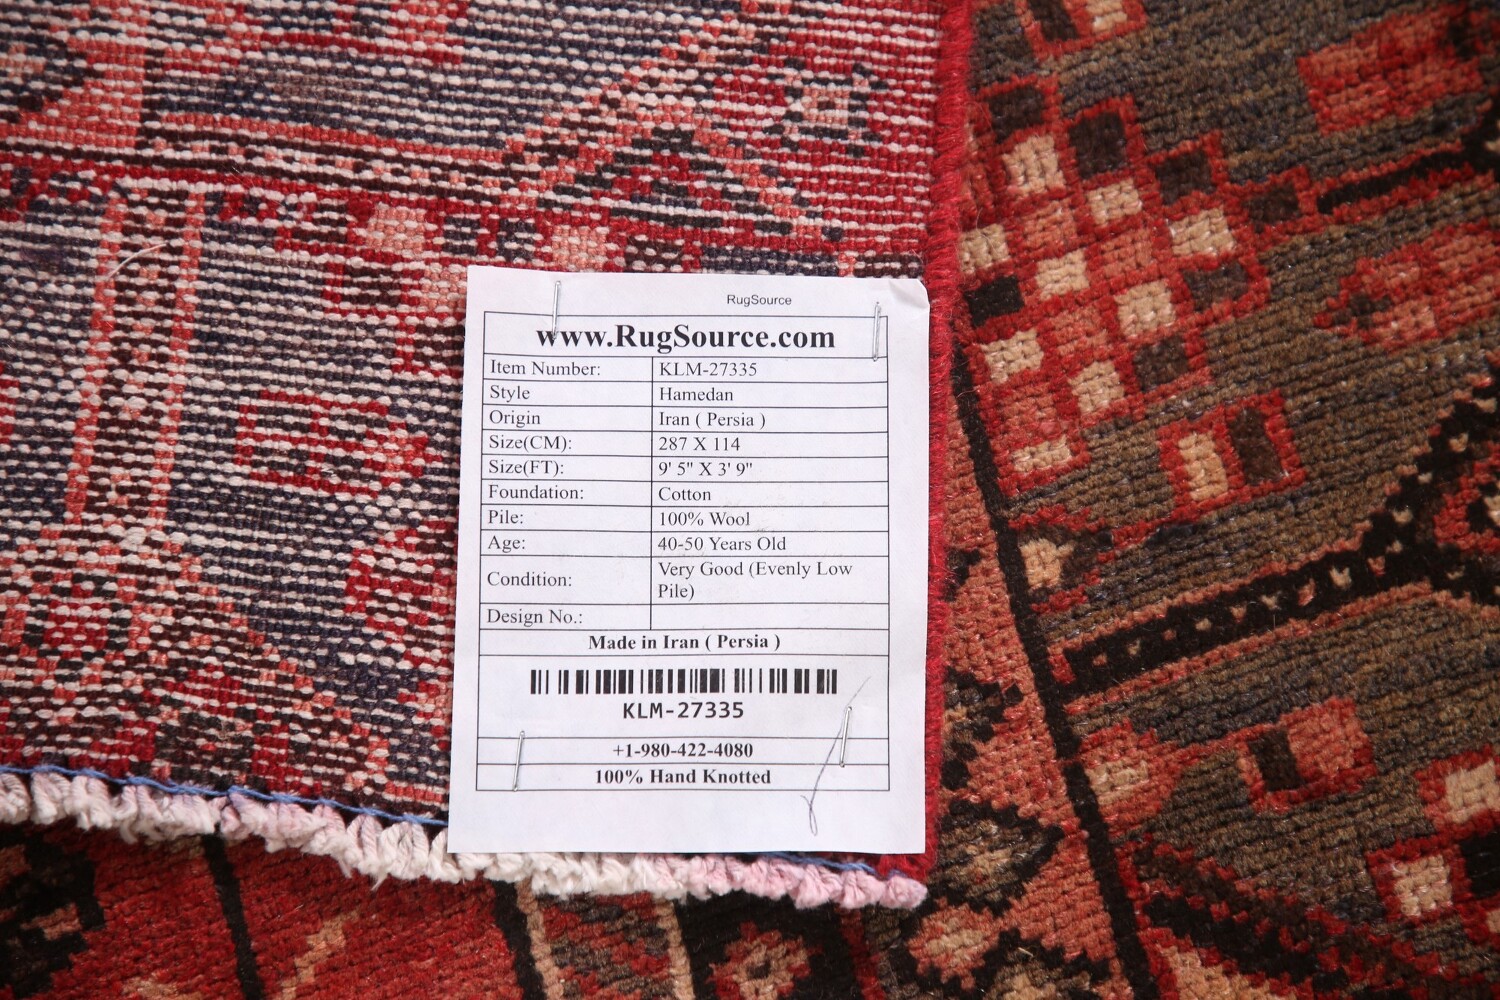 RugSource
www.RugSource.com
Item Number: KLM-27335
Style Hamedan
Origin Iran ( Persia )
Size(CM): 287 X 114
Size(FT): 9' 5" X 3' 9"
Foundation: Cotton
Pile: 100% Wool
Age: 40-50 Years Old
Condition: Very Good (Evenly Low
Pile)
Design No.:
Made in Iran ( Persia )
KLM-27335
+1-980-422-4080
100% Hand Knotted